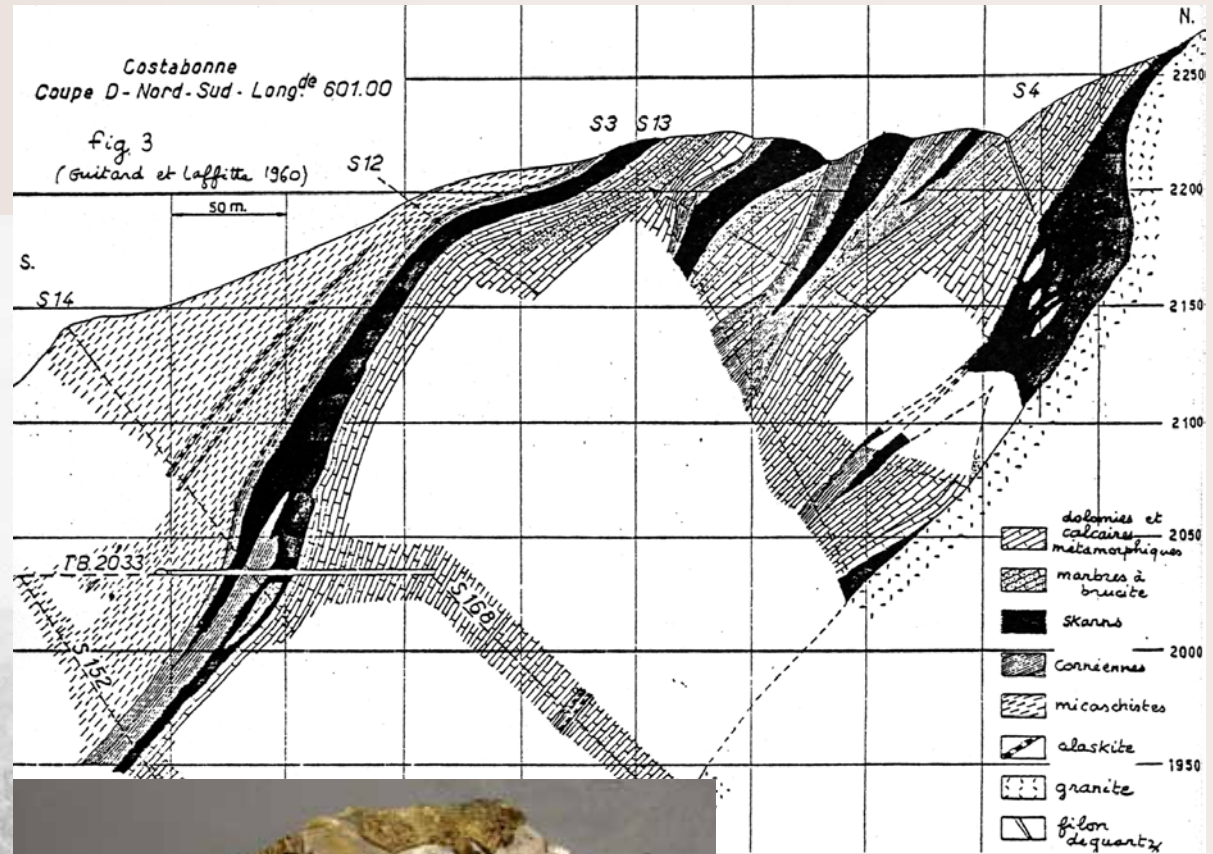 Costabonne
Coupe D - Nord - Sud - Long.de 601.00
fig. 3
(Guitard et Laffitte 1960)
50 m.
S.
N.
S14
S12
S3
S13
S4
TB.2033
S152
S168
2250
2200
2150
2100
2050
2000
1950
dolomies et
calcaires
métamorphiques
marbres à
brucite
skarns
Cornéennes
micaschistes
alaskite
granite
filon
de quartz